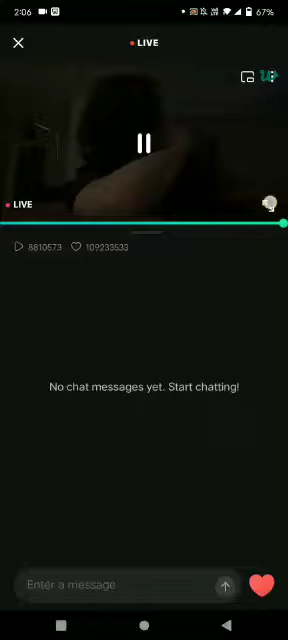 2:06
67%
LIVE
LIVE
8810573 109233533
No chat messages yet. Start chatting!
Enter a message